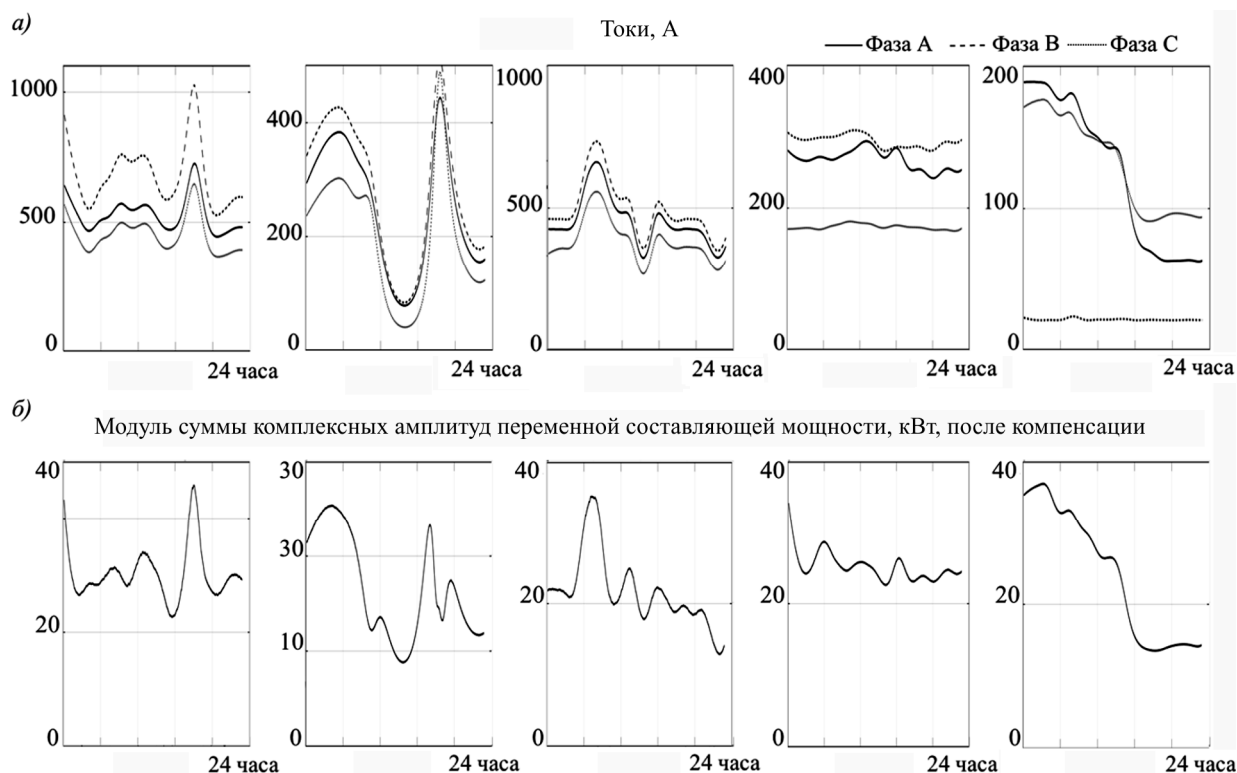 а)
Токи, А
Фаза А Фаза В Фаза С
1000
500
0
24 часа
400
200
0
24 часа
1000
500
0
24 часа
400
200
0
24 часа
200
100
0
24 часа
б)
Модуль суммы комплексных амплитуд переменной составляющей мощности, кВт, после компенсации
40
20
0
24 часа
30
30
10
0
24 часа
40
20
0
24 часа
40
20
0
24 часа
40
20
0
24 часа